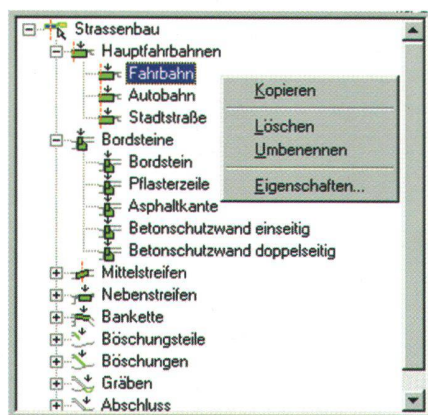 Strassenbau
Hauptfahrbahnen
Fahrbahn
Autobahn
Stadtstraße
Kopieren
Löschen
Umbenennen
Eigenschaften...
Bordsteine
Bordstein
Pflasterzeile
Asphaltkante
Betonschutzwand einseitig
Betonschutzwand doppelseitig
Mittelstreifen
Nebenstreifen
Bankette
Böschungsteile
Böschungen
Gräben
Abschluss